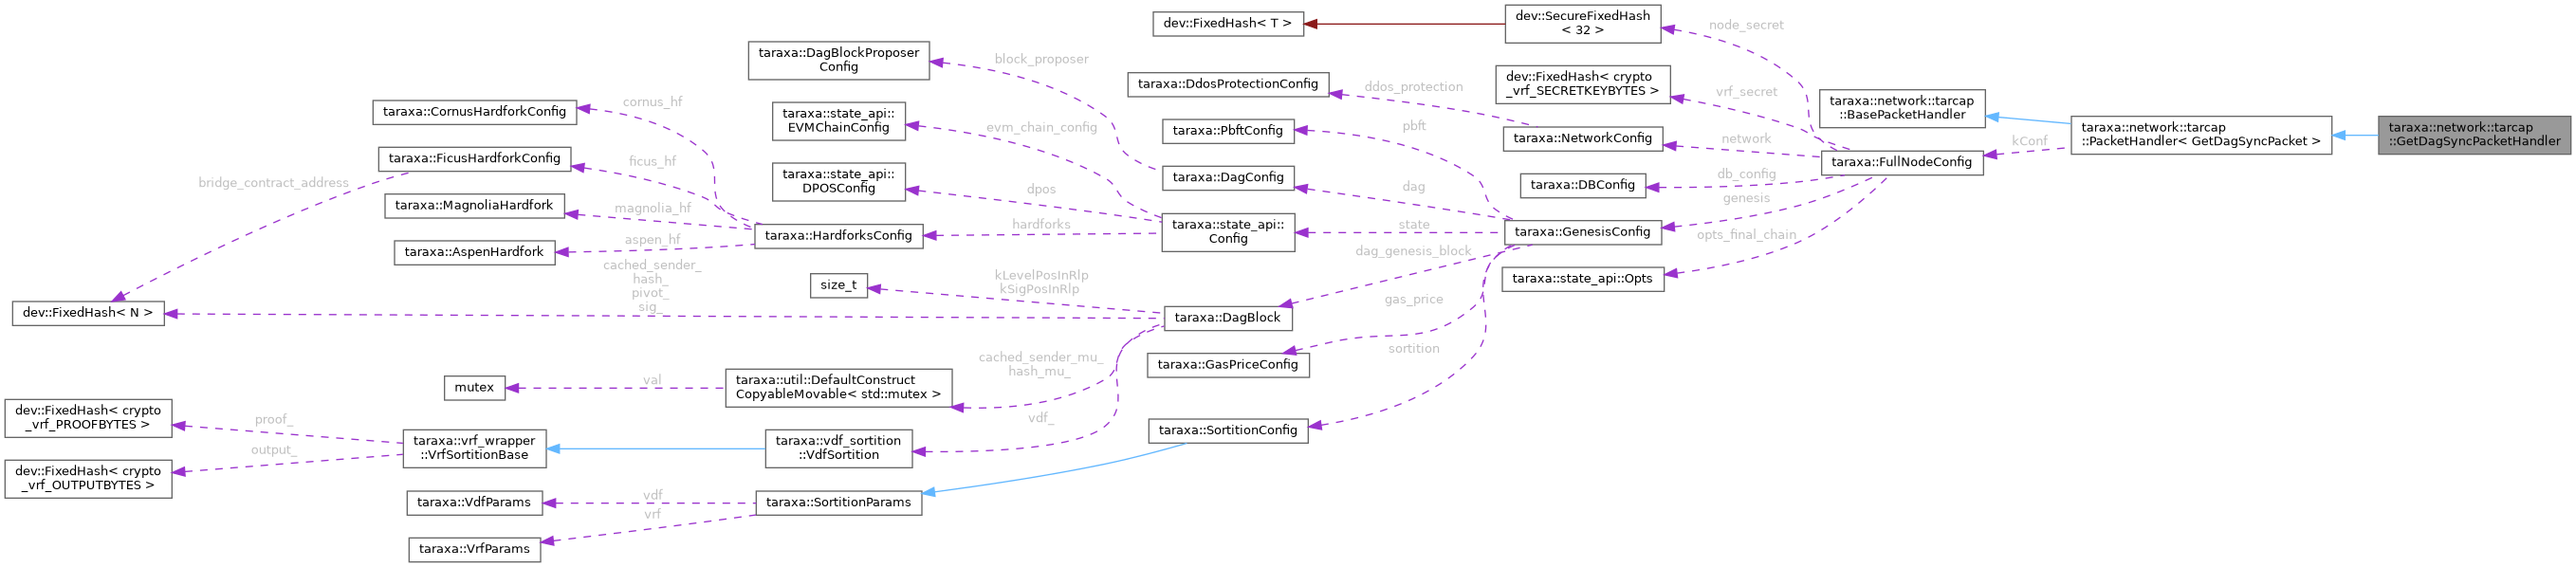 dev::FixedHash< T >
dev::SecureFixedHash
< 32 >
node_secret
taraxa::DagBlockProposer
Config
block_proposer
taraxa::DdosProtectionConfig
ddos_protection
dev::FixedHash< crypto
_vrf_SECRETKEYBYTES >
vrf_secret
taraxa::network::tarcap
::BasePacketHandler
taraxa::CornusHardforkConfig
cornus_hf
taraxa::state_api::
EVMChainConfig
evm_chain_config
taraxa::PbftConfig
pbft
taraxa::NetworkConfig
network
taraxa::network::tarcap
::PacketHandler< GetDagSyncPacket >
taraxa::network::tarcap
::GetDagSyncPacketHandler
kConf
taraxa::FicusHardforkConfig
ficus_hf
taraxa::state_api::
DPOSConfig
dpos
taraxa::DagConfig
dag
taraxa::DBConfig
db_config
taraxa::FullNodeConfig
bridge_contract_address
taraxa::MagnoliaHardfork
magnolia_hf
genesis
taraxa::AspenHardfork
aspen_hf
taraxa::HardforksConfig
hardforks
taraxa::state_api::
Config
state
taraxa::GenesisConfig
opts_final_chain
dag_genesis_block
cached_sender_
hash_
pivot_
sig_
size_t
kLevelPosInRlp
kSigPosInRlp
taraxa::state_api::Opts
dev::FixedHash< N >
taraxa::DagBlock
gas_price
taraxa::GasPriceConfig
sortition
mutex
val
taraxa::util::DefaultConstruct
CopyableMovable< std::mutex >
cached_sender_mu_
hash_mu_
dev::FixedHash< crypto
_vrf_PROOFBYTES >
proof_
taraxa::vrf_wrapper
::VrfSortitionBase
taraxa::vdf_sortition
::VdfSortition
vdf_
taraxa::SortitionConfig
dev::FixedHash< crypto
_vrf_OUTPUTBYTES >
output_
taraxa::VdfParams
vdf
taraxa::SortitionParams
vrf
taraxa::VrfParams